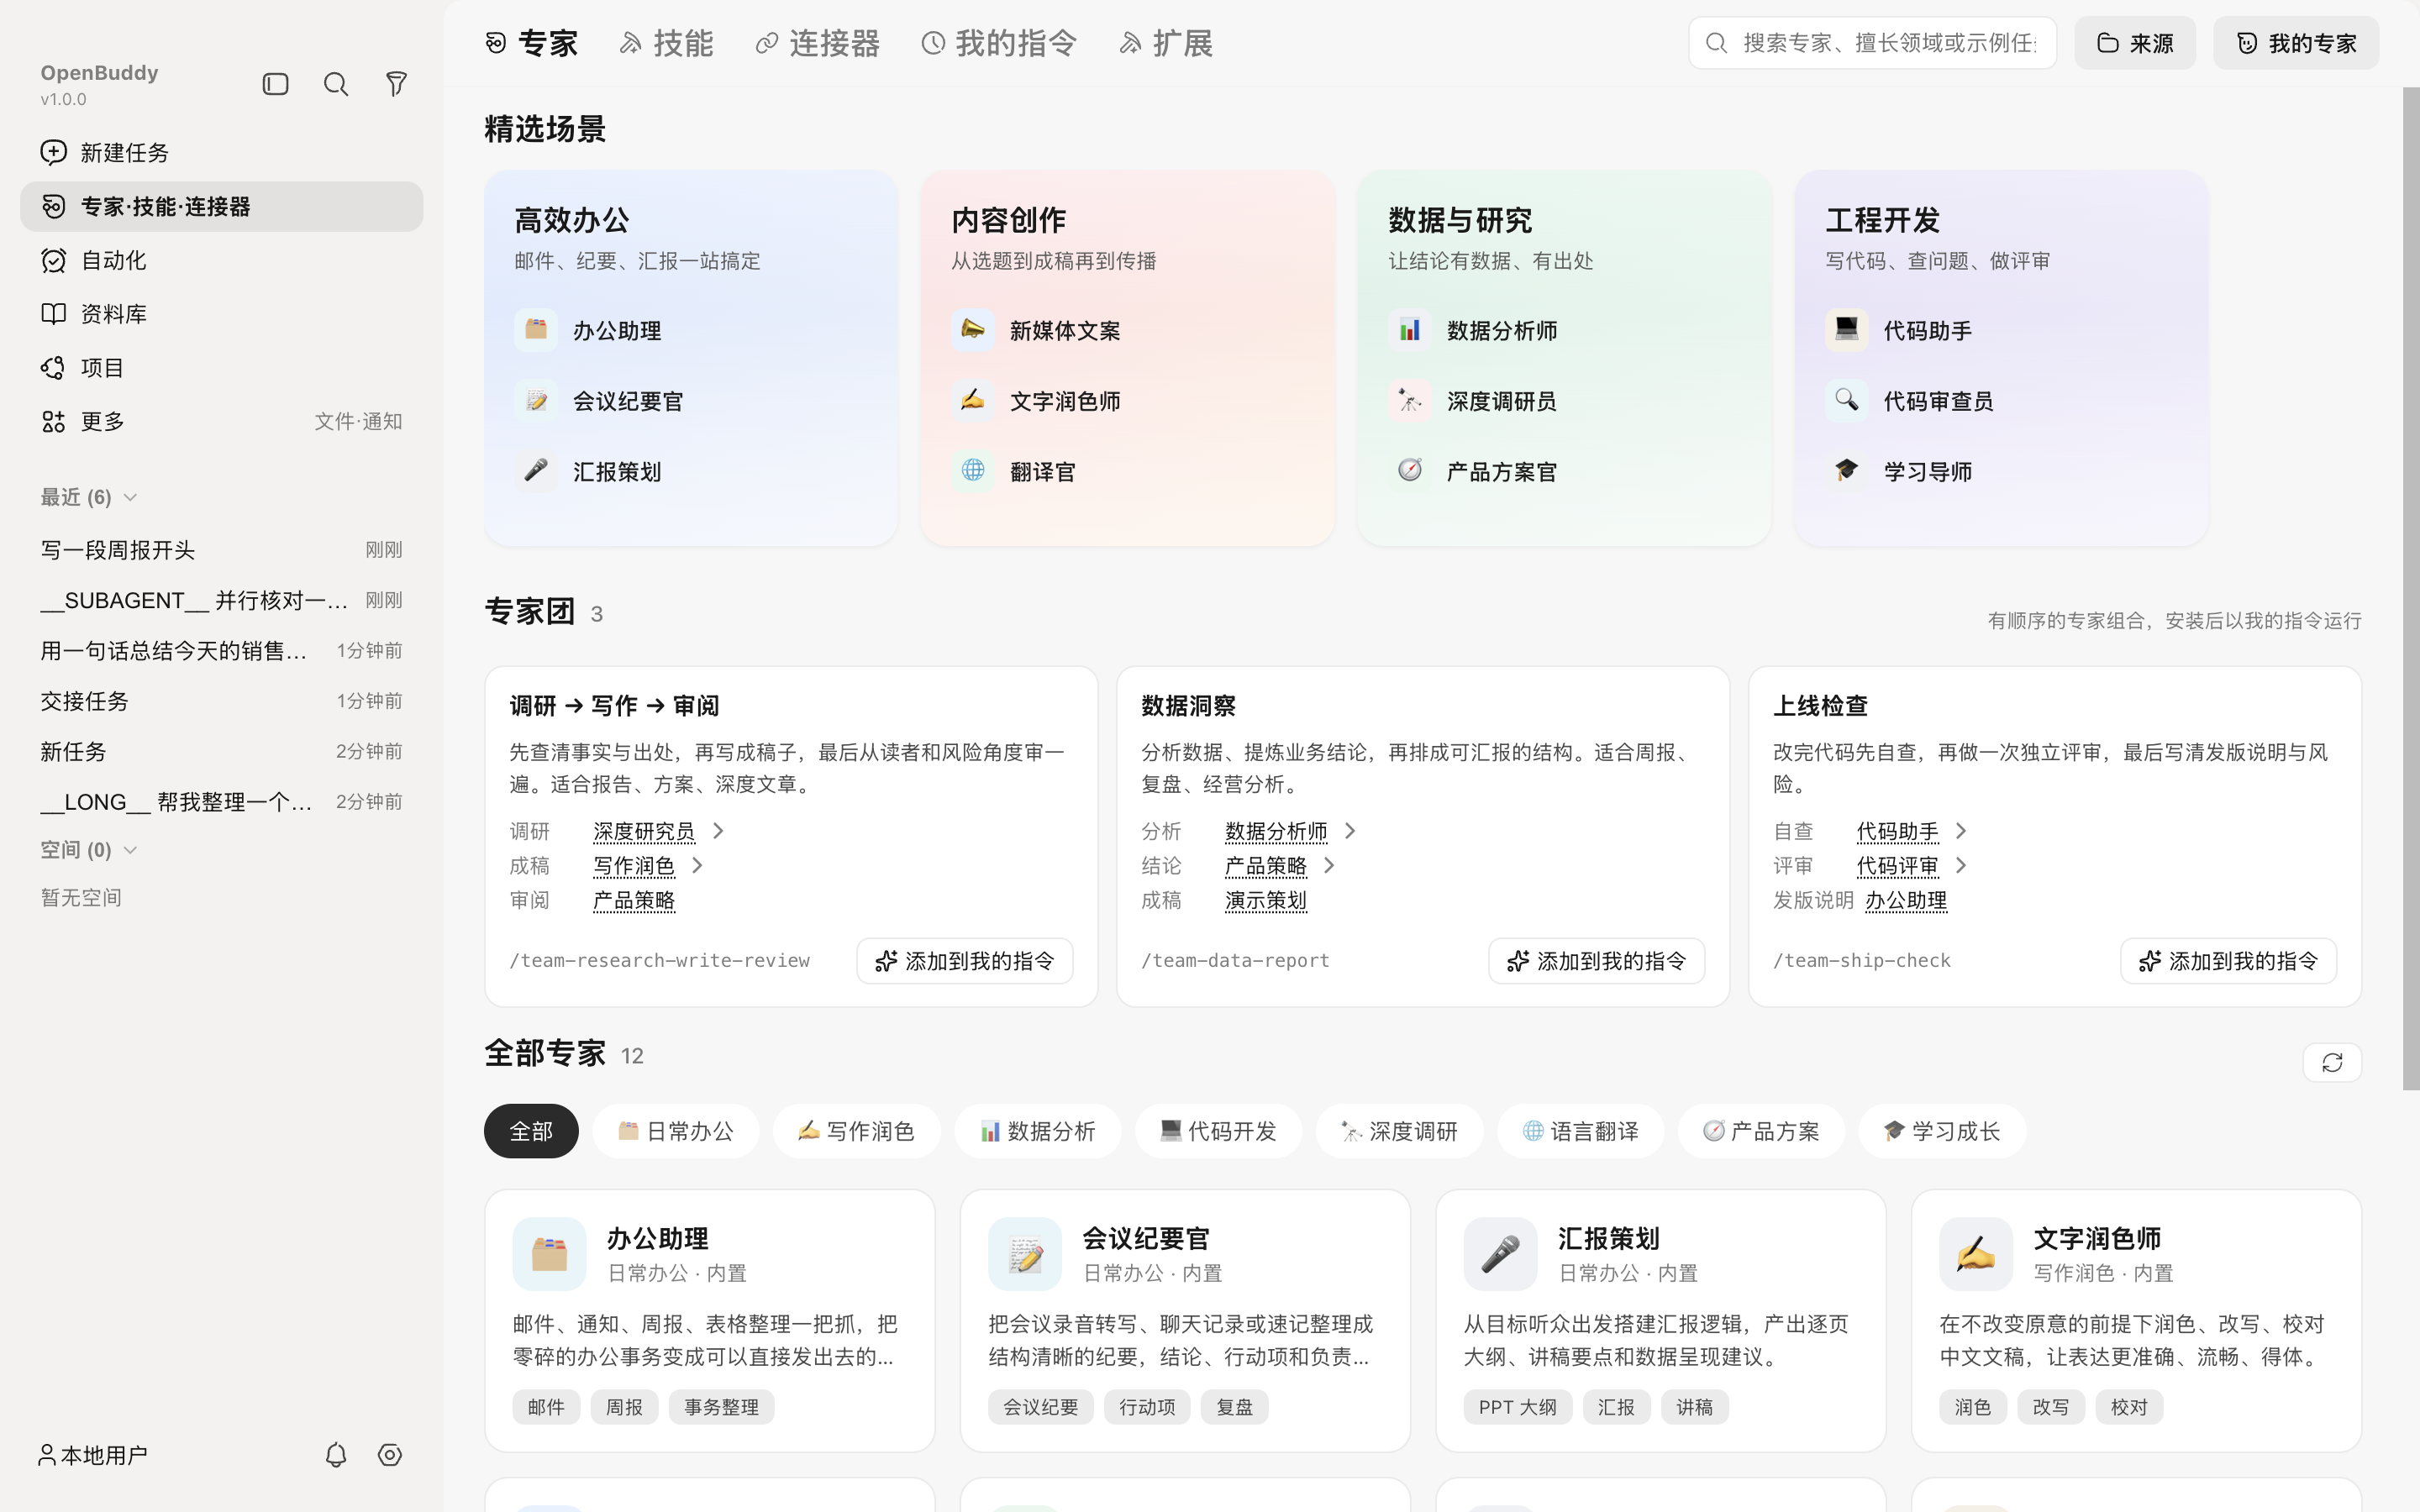 OpenBuddy
v1.0.0
新建任务
专家·技能·连接器
自动化
资料库
项目
更多
文件·通知
最近 (6)
写一段周报开头
刚刚
__SUBAGENT__ 并行核对一…
刚刚
用一句话总结今天的销售…
1分钟前
交接任务
1分钟前
新任务
2分钟前
__LONG__ 帮我整理一个…
2分钟前
空间 (0)
暂无空间
本地用户
专家
技能
连接器
我的指令
扩展
搜索专家、擅长领域或示例任
来源
我的专家
精选场景
高效办公
邮件、纪要、汇报一站搞定
办公助理
会议纪要官
汇报策划
内容创作
从选题到成稿再到传播
新媒体文案
文字润色师
翻译官
数据与研究
让结论有数据、有出处
数据分析师
深度调研员
产品方案官
工程开发
写代码、查问题、做评审
代码助手
代码审查员
学习导师
专家团 3
有顺序的专家组合，安装后以我的指令运行
调研 → 写作 → 审阅
先查清事实与出处，再写成稿子，最后从读者和风险角度审一
遍。适合报告、方案、深度文章。
调研 深度研究员
成稿 写作润色
审阅 产品策略
/team-research-write-review
添加到我的指令
数据洞察
分析数据、提炼业务结论，再排成可汇报的结构。适合周报、
复盘、经营分析。
分析 数据分析师
结论 产品策略
成稿 演示策划
/team-data-report
添加到我的指令
上线检查
改完代码先自查，再做一次独立评审，最后写清发版说明与风
险。
自查 代码助手
评审 代码评审
发版说明 办公助理
/team-ship-check
添加到我的指令
全部专家 12
全部
日常办公
写作润色
数据分析
代码开发
深度调研
语言翻译
产品方案
学习成长
办公助理
日常办公 · 内置
邮件、通知、周报、表格整理一把抓，把
零碎的办公事务变成可以直接发出去的…
邮件 周报 事务整理
会议纪要官
日常办公 · 内置
把会议录音转写、聊天记录或速记整理成
结构清晰的纪要，结论、行动项和负责…
会议纪要 行动项 复盘
汇报策划
日常办公 · 内置
从目标听众出发搭建汇报逻辑，产出逐页
大纲、讲稿要点和数据呈现建议。
PPT 大纲 汇报 讲稿
文字润色师
写作润色 · 内置
在不改变原意的前提下润色、改写、校对
中文文稿，让表达更准确、流畅、得体。
润色 改写 校对